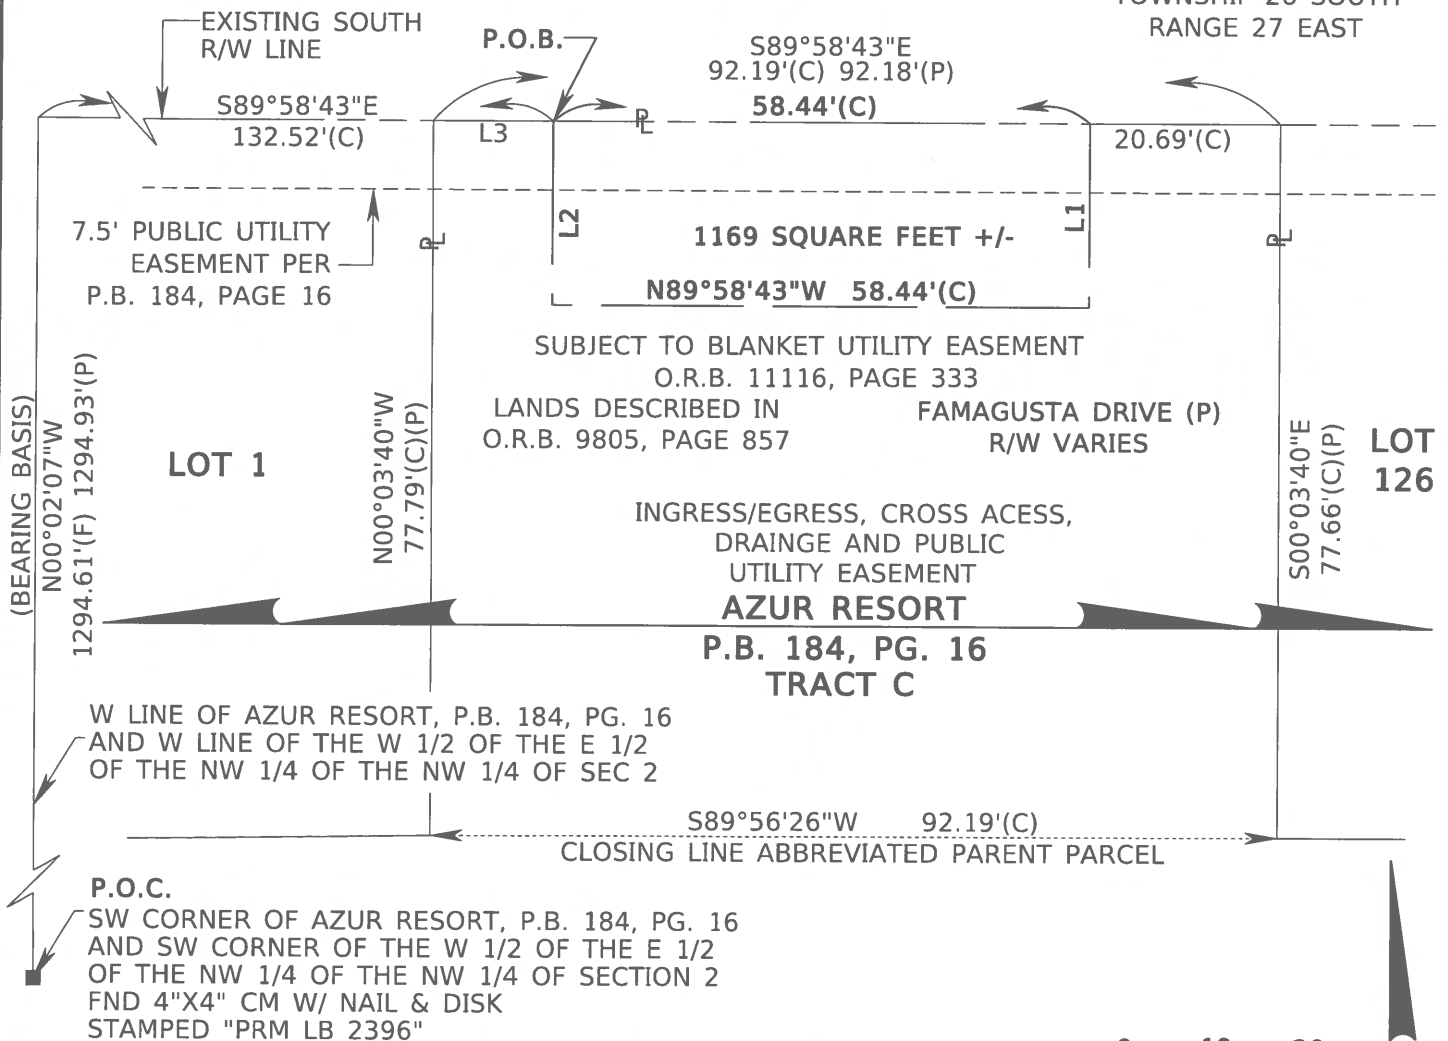 TOWNSHIP 26 SOUTH
RANGE 27 EAST
EXISTING SOUTH
R/W LINE
P.O.B.
S89°58'43"E
92.19'(C) 92.18'(P)
58.44'(C)
S89°58'43"E
132.52'(C)
L3
PL
20.69'(C)
7.5' PUBLIC UTILITY
EASEMENT PER
P.B. 184, PAGE 16
PL
L2
1169 SQUARE FEET +/-
L1
PL
N89°58'43"W 58.44'(C)
SUBJECT TO BLANKET UTILITY EASEMENT
O.R.B. 11116, PAGE 333
LANDS DESCRIBED IN
O.R.B. 9805, PAGE 857
FAMAGUSTA DRIVE (P)
R/W VARIES
(BEARING BASIS)
N00°02'07"W
1294.61'(F) 1294.93'(P)
LOT 1
N00°03'40"W
77.79'(C)(P)
S00°03'40"E
77.66'(C)(P)
LOT
126
INGRESS/EGRESS, CROSS ACESS,
DRAINGE AND PUBLIC
UTILITY EASEMENT
AZUR RESORT
P.B. 184, PG. 16
TRACT C
W LINE OF AZUR RESORT, P.B. 184, PG. 16
AND W LINE OF THE W 1/2 OF THE E 1/2
OF THE NW 1/4 OF THE NW 1/4 OF SEC 2
S89°56'26"W 92.19'(C)
CLOSING LINE ABBREVIATED PARENT PARCEL
P.O.C.
SW CORNER OF AZUR RESORT, P.B. 184, PG. 16
AND SW CORNER OF THE W 1/2 OF THE E 1/2
OF THE NW 1/4 OF THE NW 1/4 OF SECTION 2
FND 4"X4" CM W/ NAIL & DISK
STAMPED "PRM LB 2396"